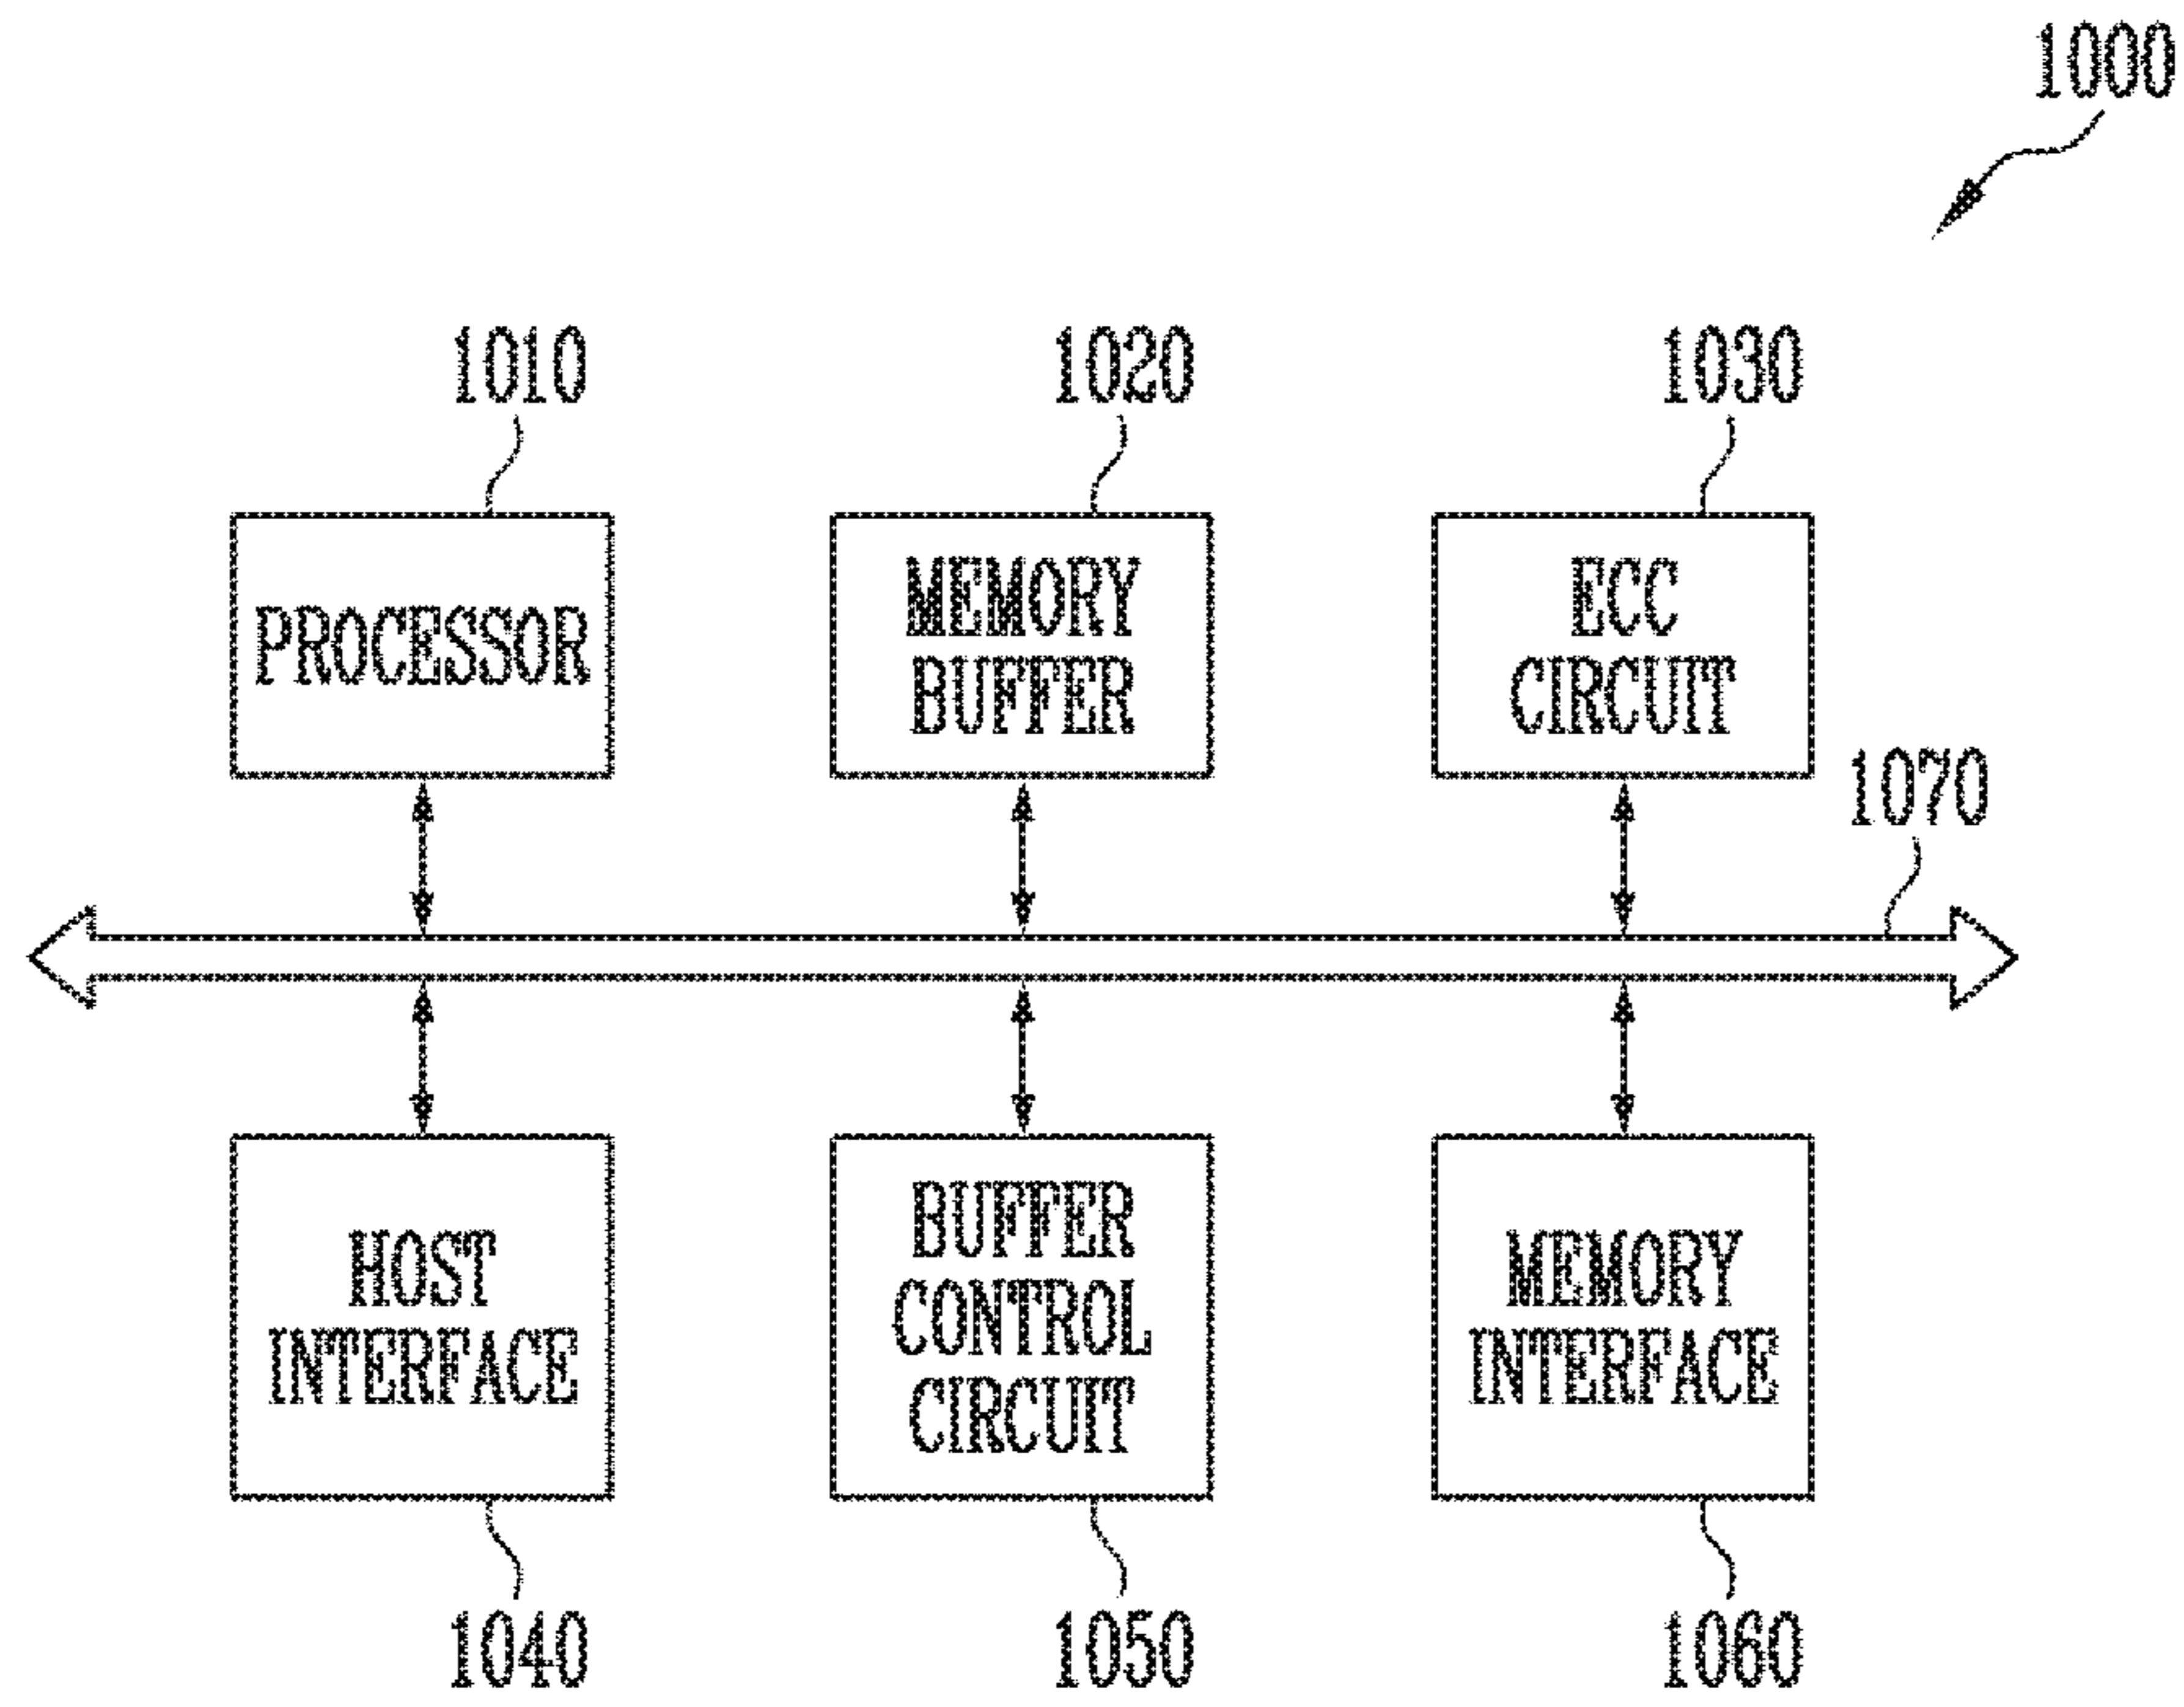 1000
1010
1020
1030
PROCESSOR
MEMORY
BUFFER
ECC
CIRCUIT
1070
HOST
INTERFACE
BUFFER
CONTROL
CIRCUIT
MEMORY
INTERFACE
1040
1050
1060